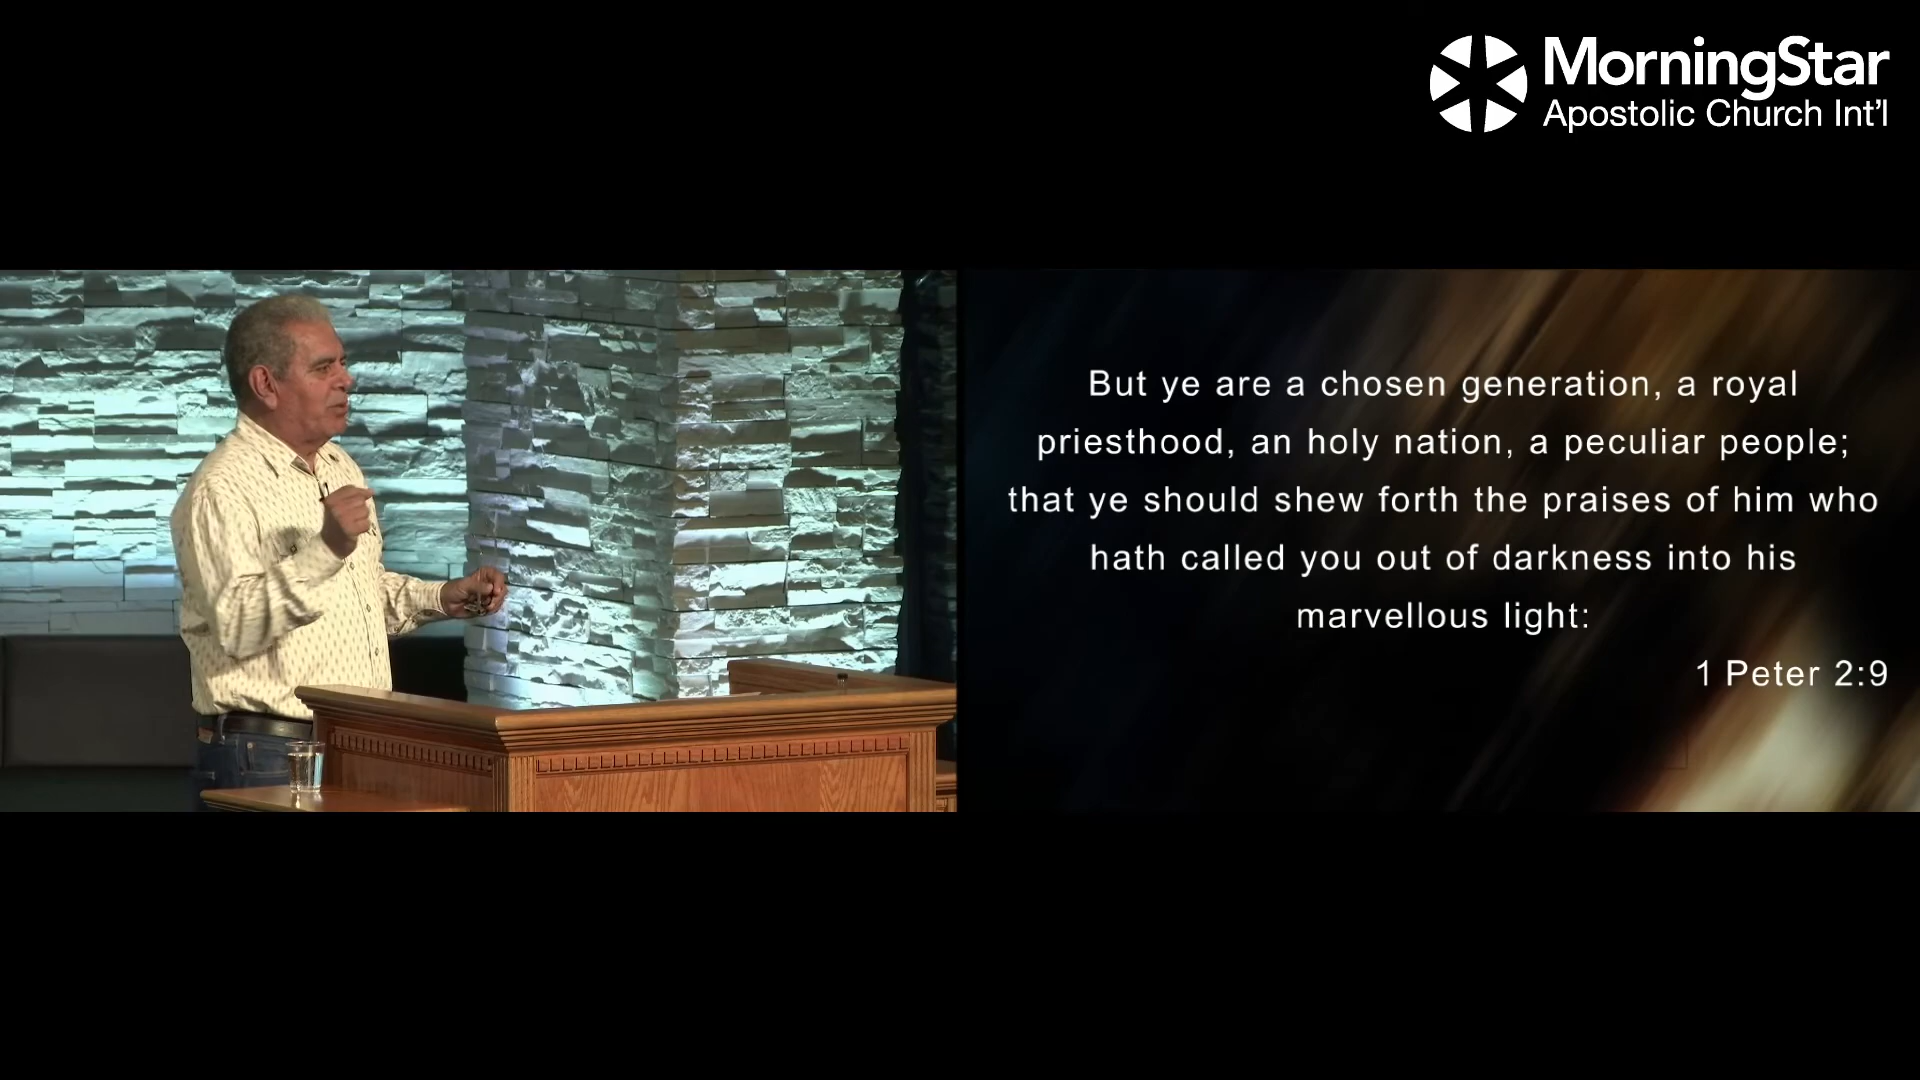 MorningStar
Apostolic Church Int'l
But ye are a chosen generation, a royal
priesthood, an holy nation, a peculiar people;
that ye should shew forth the praises of him who
hath called you out of darkness into his
marvellous light:
1 Peter 2:9